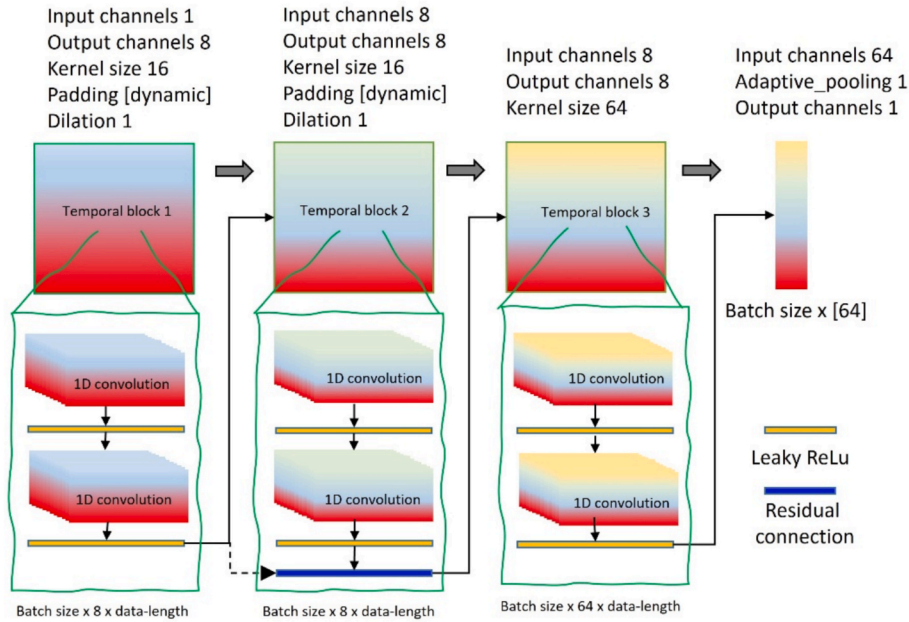 Input channels 1
Output channels 8
Kernel size 16
Padding [dynamic]
Dilation 1
Input channels 8
Output channels 8
Kernel size 16
Padding [dynamic]
Dilation 1
Input channels 8
Output channels 8
Kernel size 64
Input channels 64
Adaptive_pooling 1
Output channels 1
Temporal block 1
Temporal block 2
Temporal block 3
Batch size x [64]
1D convolution
1D convolution
1D convolution
1D convolution
1D convolution
1D convolution
Leaky ReLu
Residual
connection
Batch size x 8 x data-length
Batch size x 8 x data-length
Batch size x 64 x data-length